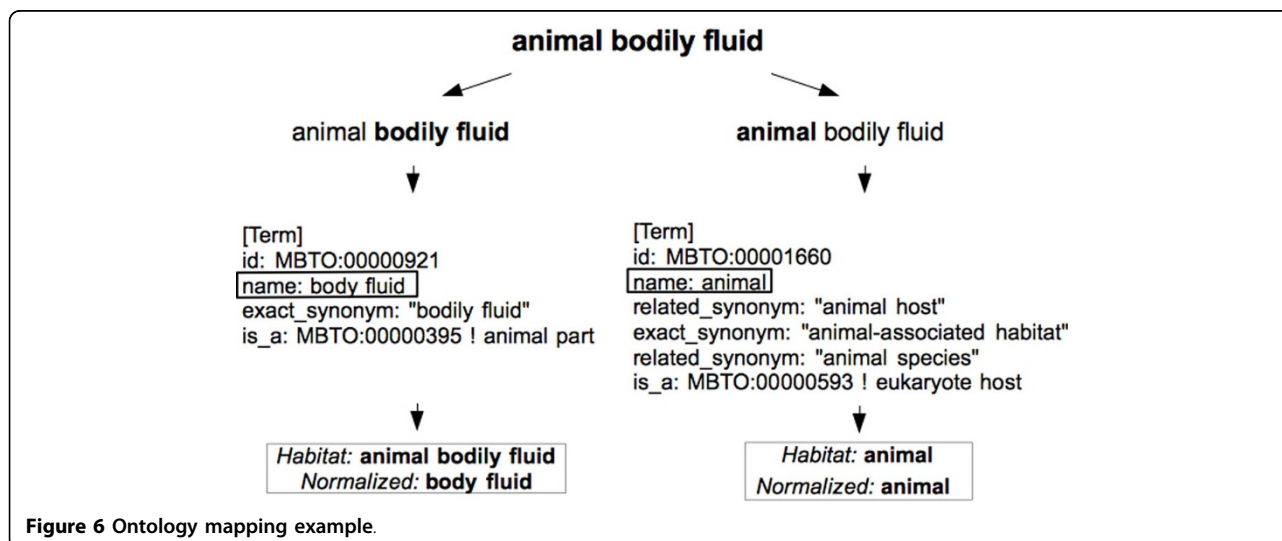 animal bodily fluid
animal bodily fluid
animal bodily fluid
[Term]
id: MBTO:00000921
name: body fluid
exact_synonym: "bodily fluid"
is_a: MBTO:00000395 ! animal part
[Term]
id: MBTO:00001660
name: animal
related_synonym: "animal host"
exact_synonym: "animal-associated habitat"
related_synonym: "animal species"
is_a: MBTO:00000593 ! eukaryote host
Habitat: animal bodily fluid
Normalized: body fluid
Habitat: animal
Normalized: animal
Figure 6 Ontology mapping example.